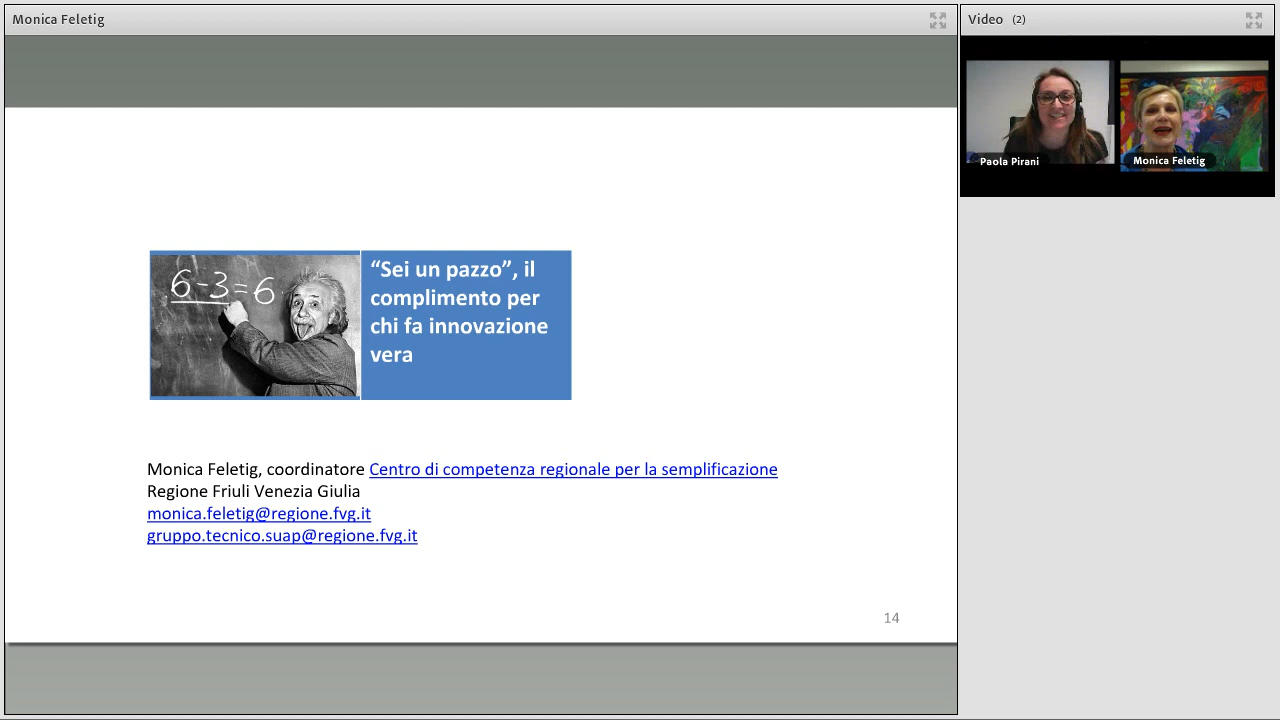 Monica Feletig
Video (2)
Paola Pirani
Monica Feletig
6-3=6
“Sei un pazzo”, il
complimento per
chi fa innovazione
vera
Monica Feletig, coordinatore Centro di competenza regionale per la semplificazione
Regione Friuli Venezia Giulia
monica.feletig@regione.fvg.it
gruppo.tecnico.suap@regione.fvg.it
14